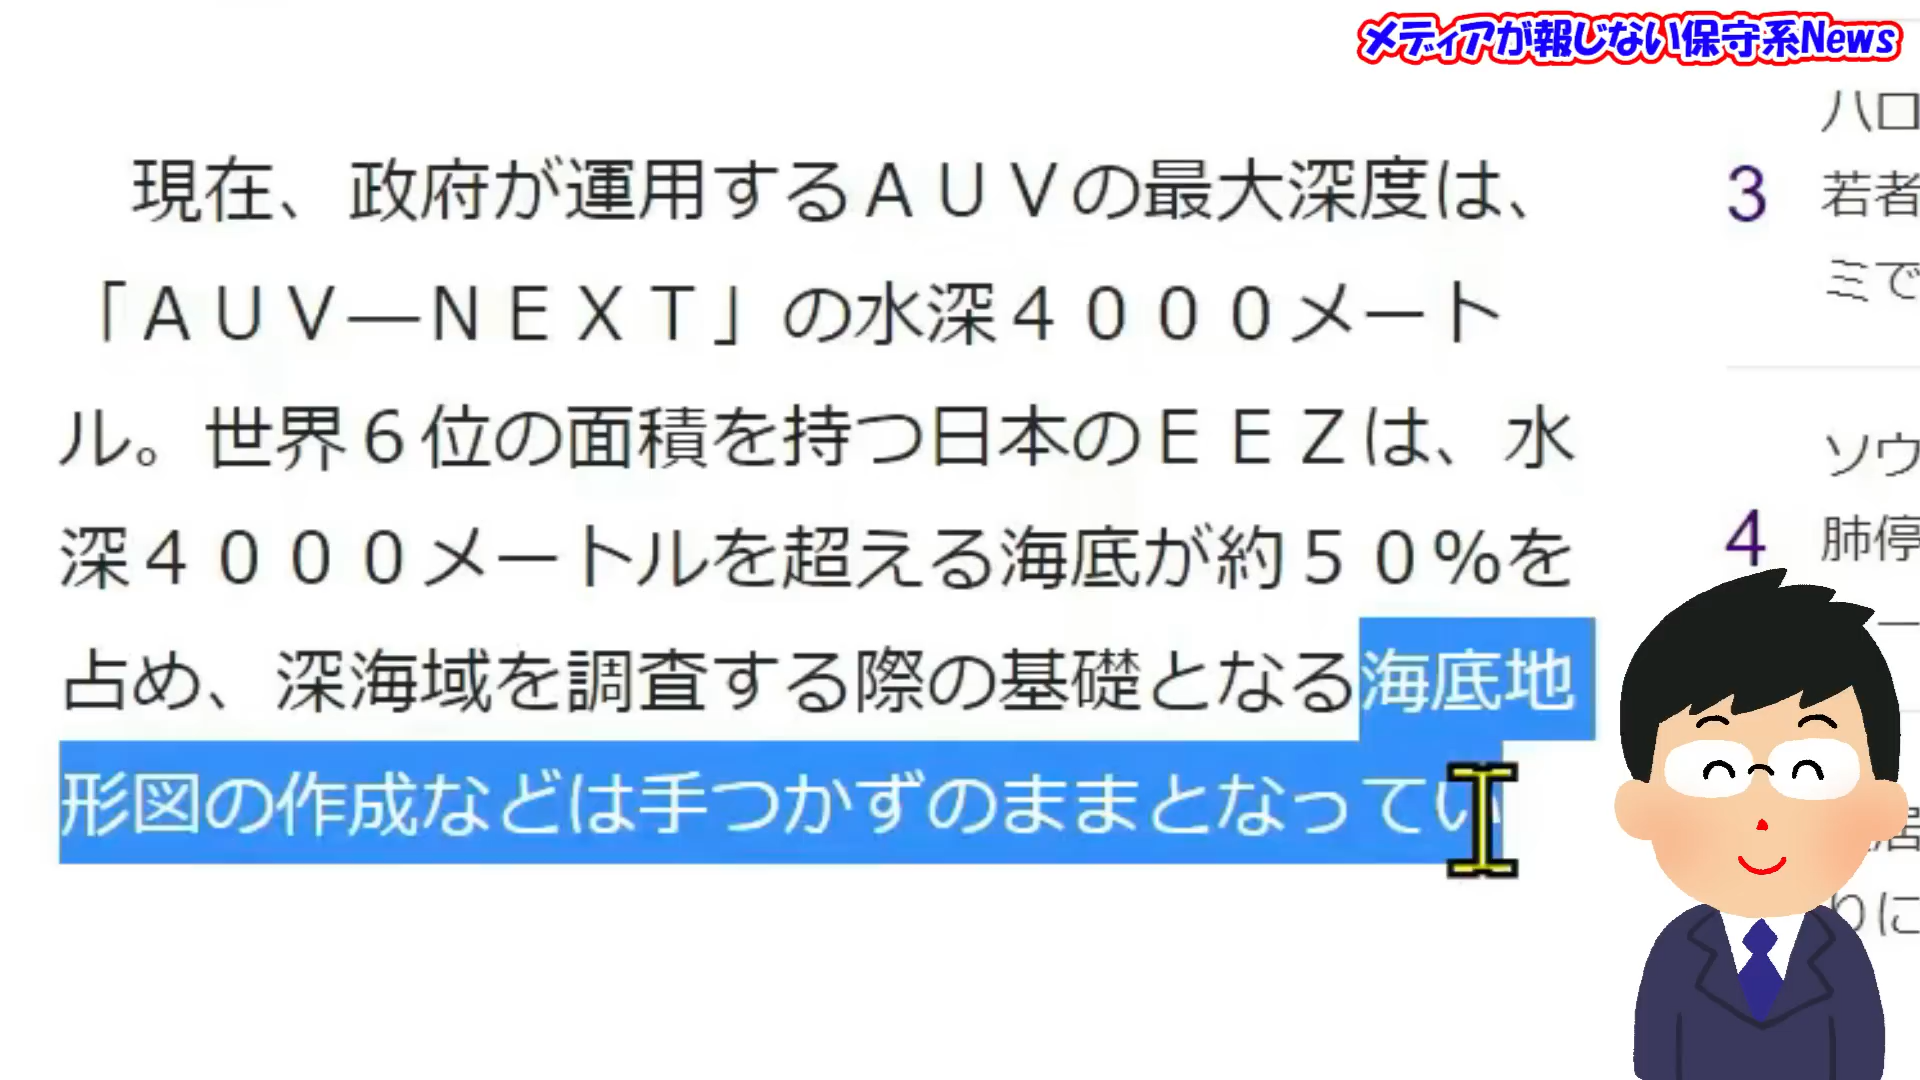 メディアが報じない保守系News
現在、政府が運用するＡＵＶの最大深度は、
「ＡＵＶ―ＮＥＸＴ」の水深４０００メート
ル。世界６位の面積を持つ日本のＥＥＺは、水
深４０００メートルを超える海底が約５０％を
占め、深海域を調査する際の基礎となる海底地
形図の作成などは手つかずのままとなってい
ハロ
3 若者
ミで
ソウ
4 肺停
ー
りに